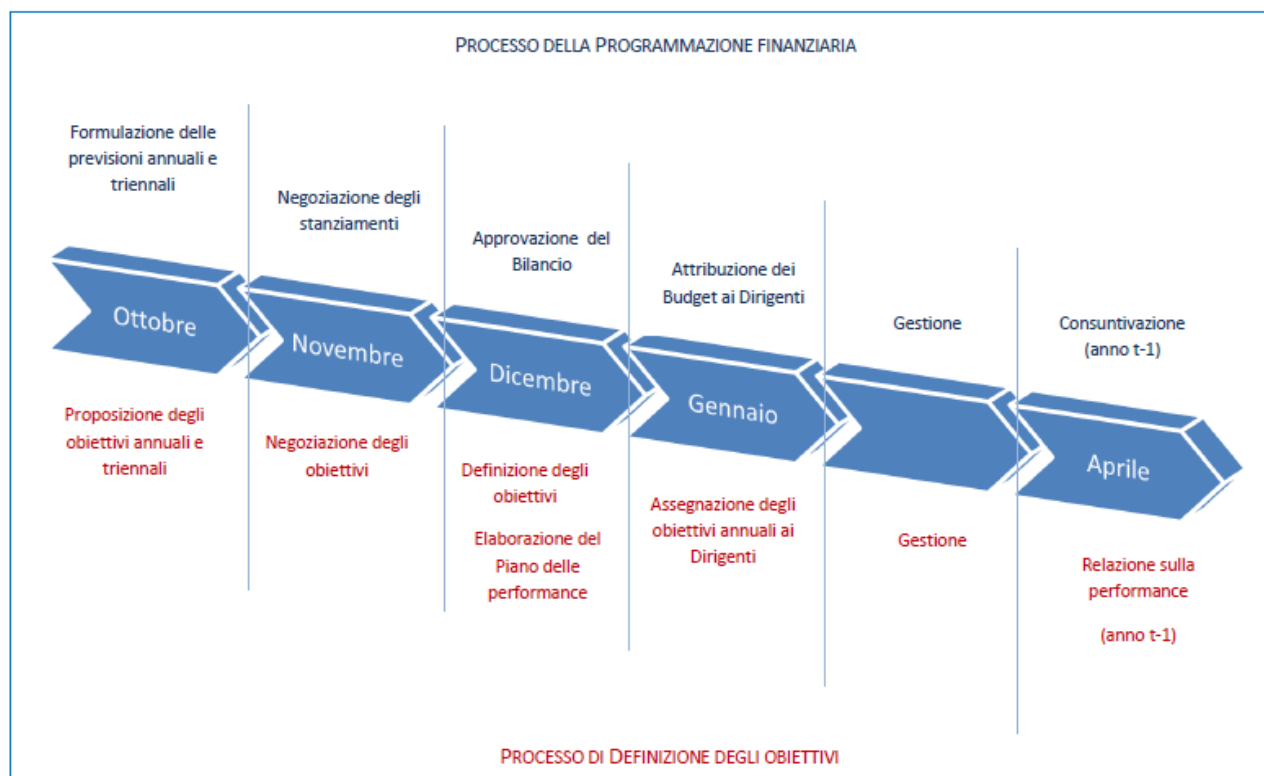 PROCESSO DELLA PROGRAMMAZIONE FINANZIARIA
Formulazione delle
previsioni annuali e
triennali
Negoziazione degli
stanziamenti
Approvazione del
Bilancio
Attribuzione dei
Budget ai Dirigenti
Gestione
Consuntivazione
(anno t-1)
Ottobre
Novembre
Dicembre
Gennaio
Aprile
Proposizione degli
obiettivi annuali e
triennali
Negoziazione degli
obiettivi
Definizione degli
obiettivi
Elaborazione del
Piano delle
performance
Assegnazione degli
obiettivi annuali ai
Dirigenti
Gestione
Relazione sulla
performance
(anno t-1)
PROCESSO DI DEFINIZIONE DEGLI OBIETTIVI